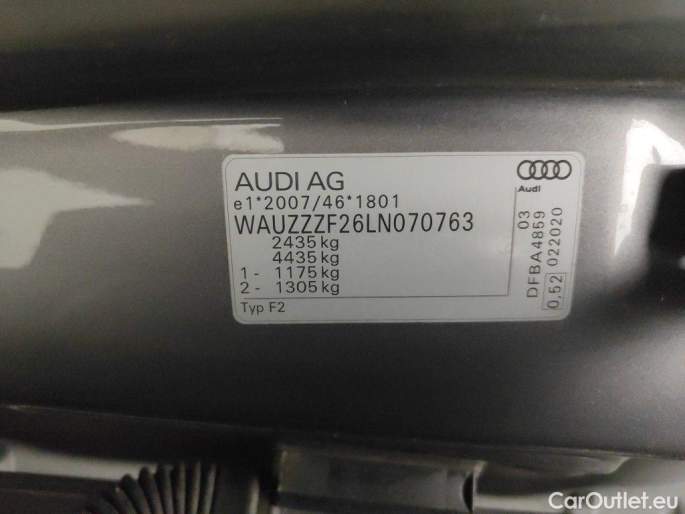 AUDI AG
e1*2007/46*1801
WAUZZZF26LN070763
2435 kg
4435 kg
1 - 1175 kg
2 - 1305 kg
Typ F2
Audi
03
DFBA4859
0,52 022020
CarOutlet.eu